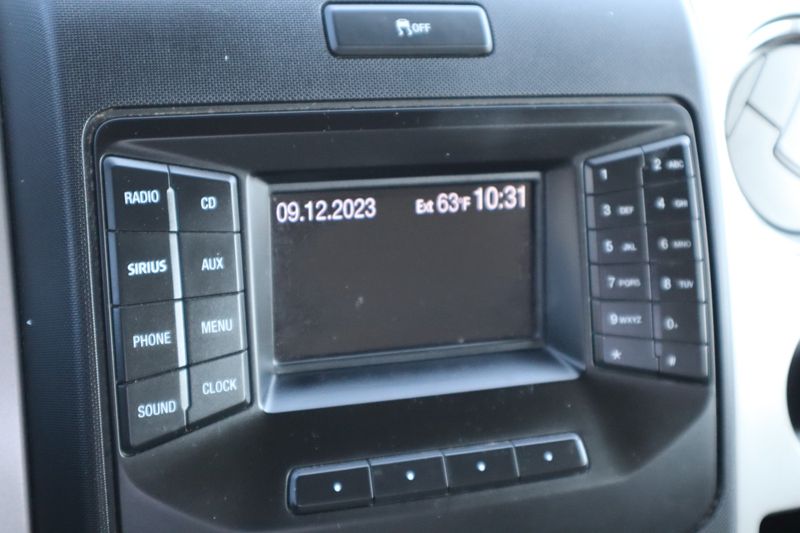 OFF
RADIO CD
SIRIUS AUX
PHONE MENU
SOUND CLOCK
09.12.2023 Ext 63°F 10:31
1 2 ABC
3 DEF 4 GHI
5 JKL 6 MNO
7 PQRS 8 TUV
9 WXYZ 0
* #